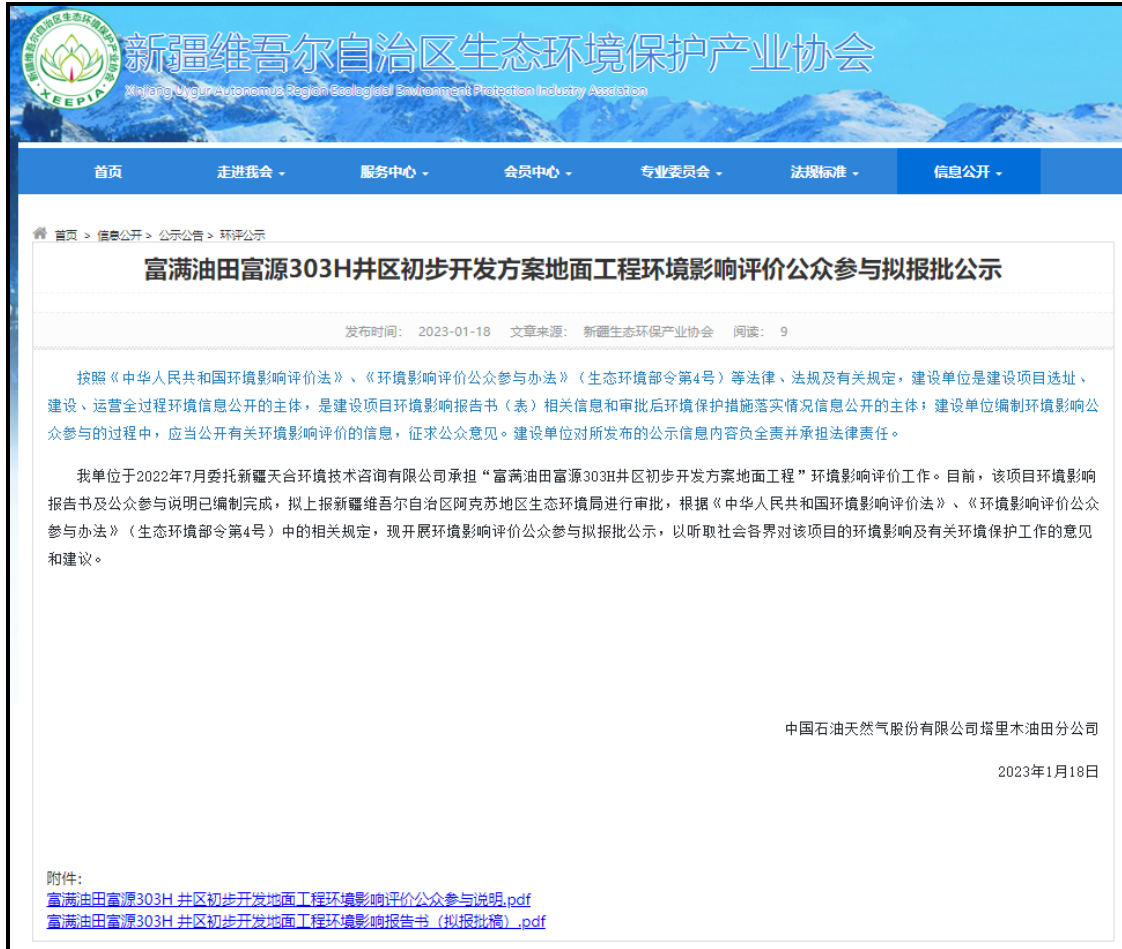 新疆维吾尔自治区生态环境保护产业协会
XEEPIA
首页 走进我会 服务中心 会员中心 专业委员会 法规标准 信息公开
首页 > 信息公开 > 公示公告 > 环评公示
富满油田富源303H井区初步开发方案地面工程环境影响评价公众参与拟报批公示
发布时间: 2023-01-18 文章来源: 新疆生态环保产业协会 阅读: 9
按照《中华人民共和国环境影响评价法》、《环境影响评价公众参与办法》（生态环境部令第4号）等法律、法规及有关规定，建设单位是建设项目选址、
建设、运营全过程环境信息公开的主体，是建设项目环境影响报告书（表）相关信息和审批后环境保护措施落实情况信息公开的主体；建设单位编制环境影响公
众参与的过程中，应当公开有关环境影响评价的信息，征求公众意见。建设单位对所发布的公示信息内容负全责并承担法律责任。
我单位于2022年7月委托新疆天合环境技术咨询有限公司承担“富满油田富源303H井区初步开发方案地面工程”环境影响评价工作。目前，该项目环境影响
报告书及公众参与说明已编制完成，拟上报新疆维吾尔自治区阿克苏地区生态环境局进行审批，根据《中华人民共和国环境影响评价法》、《环境影响评价公众
参与办法》（生态环境部令第4号）中的相关规定，现开展环境影响评价公众参与拟报批公示，以听取社会各界对该项目的环境影响及有关环境保护工作的意见
和建议。
中国石油天然气股份有限公司塔里木油田分公司
2023年1月18日
附件:
富满油田富源303H 井区初步开发地面工程环境影响评价公众参与说明.pdf
富满油田富源303H 井区初步开发地面工程环境影响报告书（拟报批稿）.pdf